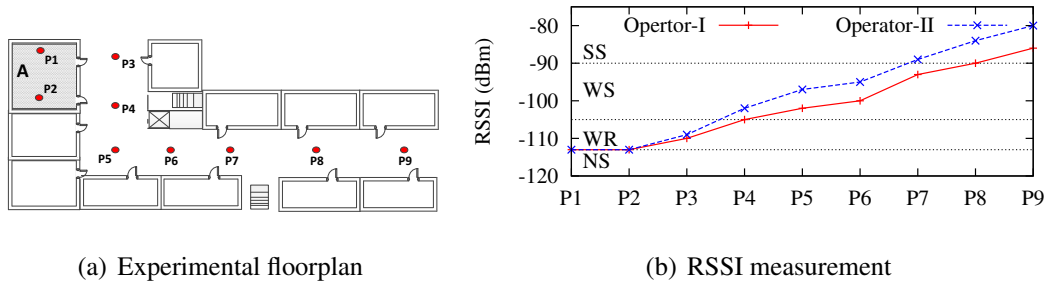 A
P1
P2
P3
P4
P5
P6
P7
P8
P9
(a) Experimental floorplan
Opertor-I
Operator-II
RSSI (dBm)
-80
-90
-100
-110
-120
SS
WS
WR
NS
P1 P2 P3 P4 P5 P6 P7 P8 P9
(b) RSSI measurement